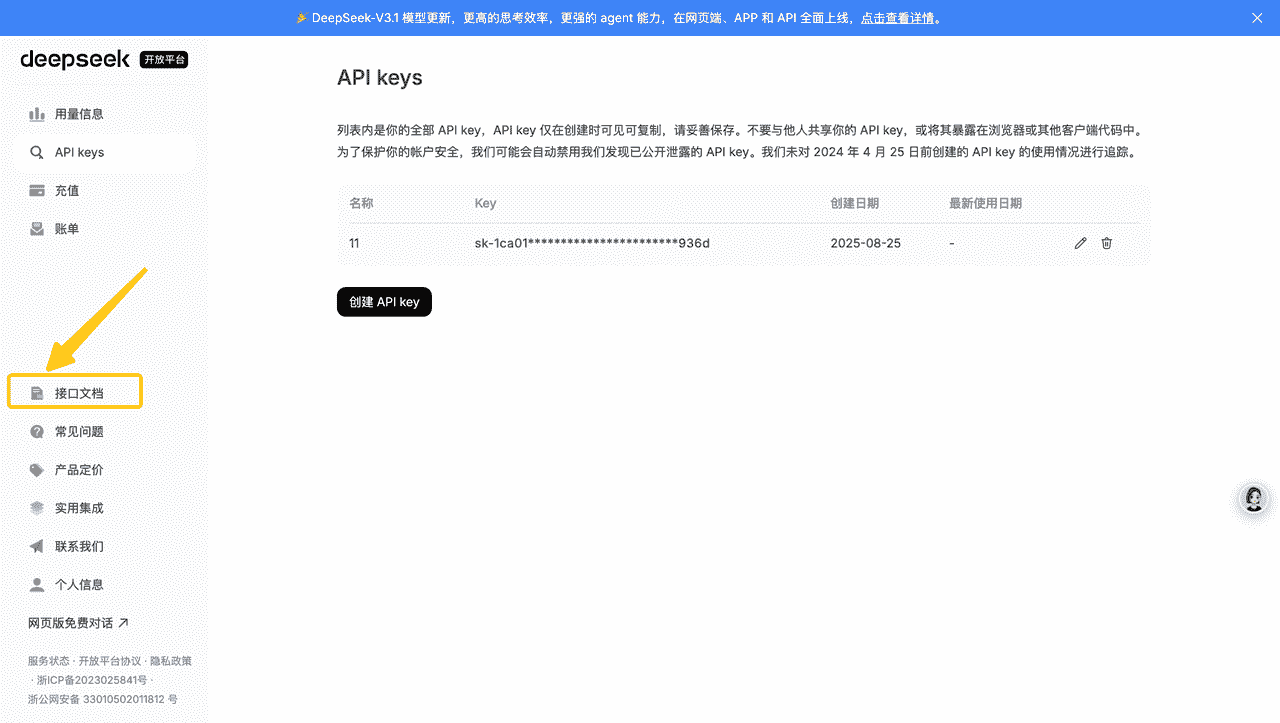 🎉 DeepSeek-V3.1 模型更新，更高的思考效率，更强的 agent 能力，在网页端、APP 和 API 全面上线，点击查看详情。
deepseek 开放平台
用量信息
API keys
充值
账单
接口文档
常见问题
产品定价
实用集成
联系我们
个人信息
网页版免费对话
服务状态 · 开放平台协议 · 隐私政策
· 浙ICP备2023025841号 ·
浙公网安备 33010502011812 号
API keys
列表内是你的全部 API key，API key 仅在创建时可见可复制，请妥善保存。不要与他人共享你的 API key，或将其暴露在浏览器或其他客户端代码中。
为了保护你的帐户安全，我们可能会自动禁用我们发现已公开泄露的 API key。我们未对 2024 年 4 月 25 日前创建的 API key 的使用情况进行追踪。
名称 Key 创建日期 最新使用日期
11 sk-1ca01***********************936d 2025-08-25 -
创建 API key